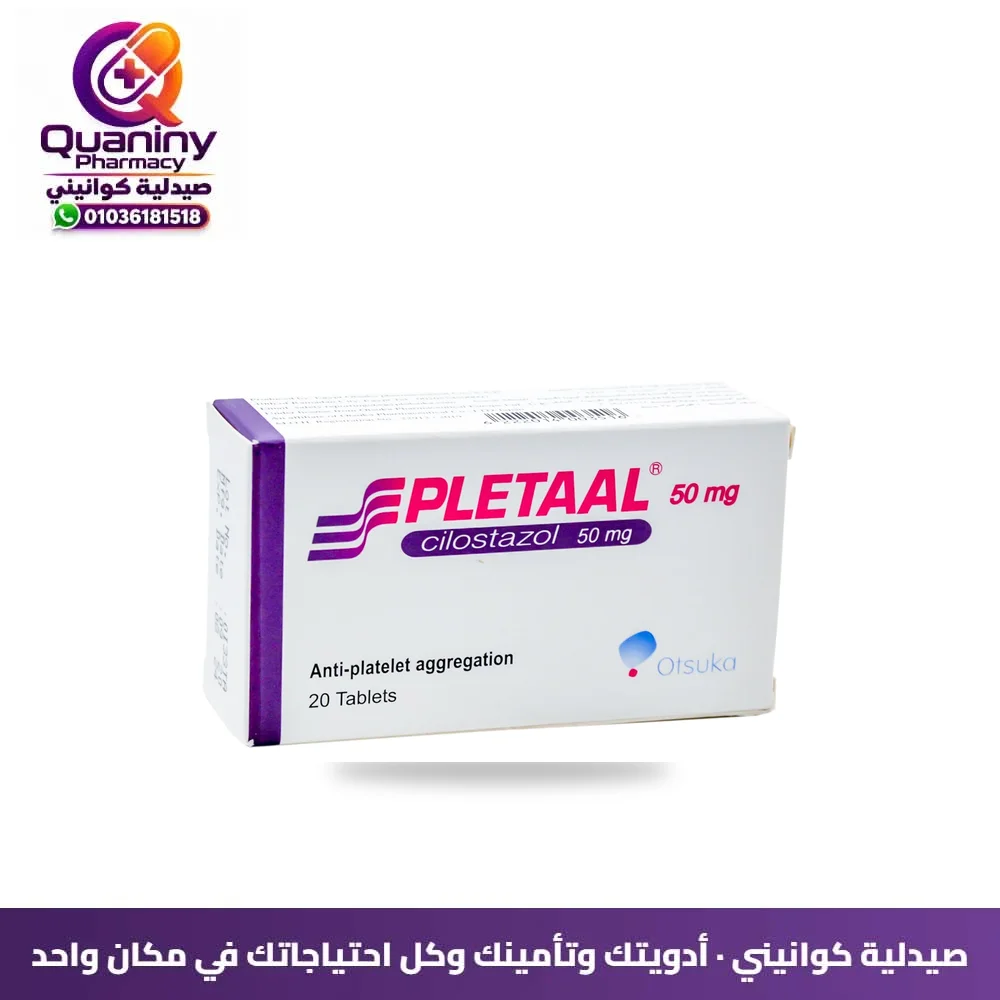 Quaniny
Pharmacy
صيدلية كوانيني
01036181518
PLETAAL® 50 mg
cilostazol 50 mg
Anti-platelet aggregation
20 Tablets
Otsuka
صيدلية كوانيني · أدويتك وتأمينك وكل احتياجاتك في مكان واحد